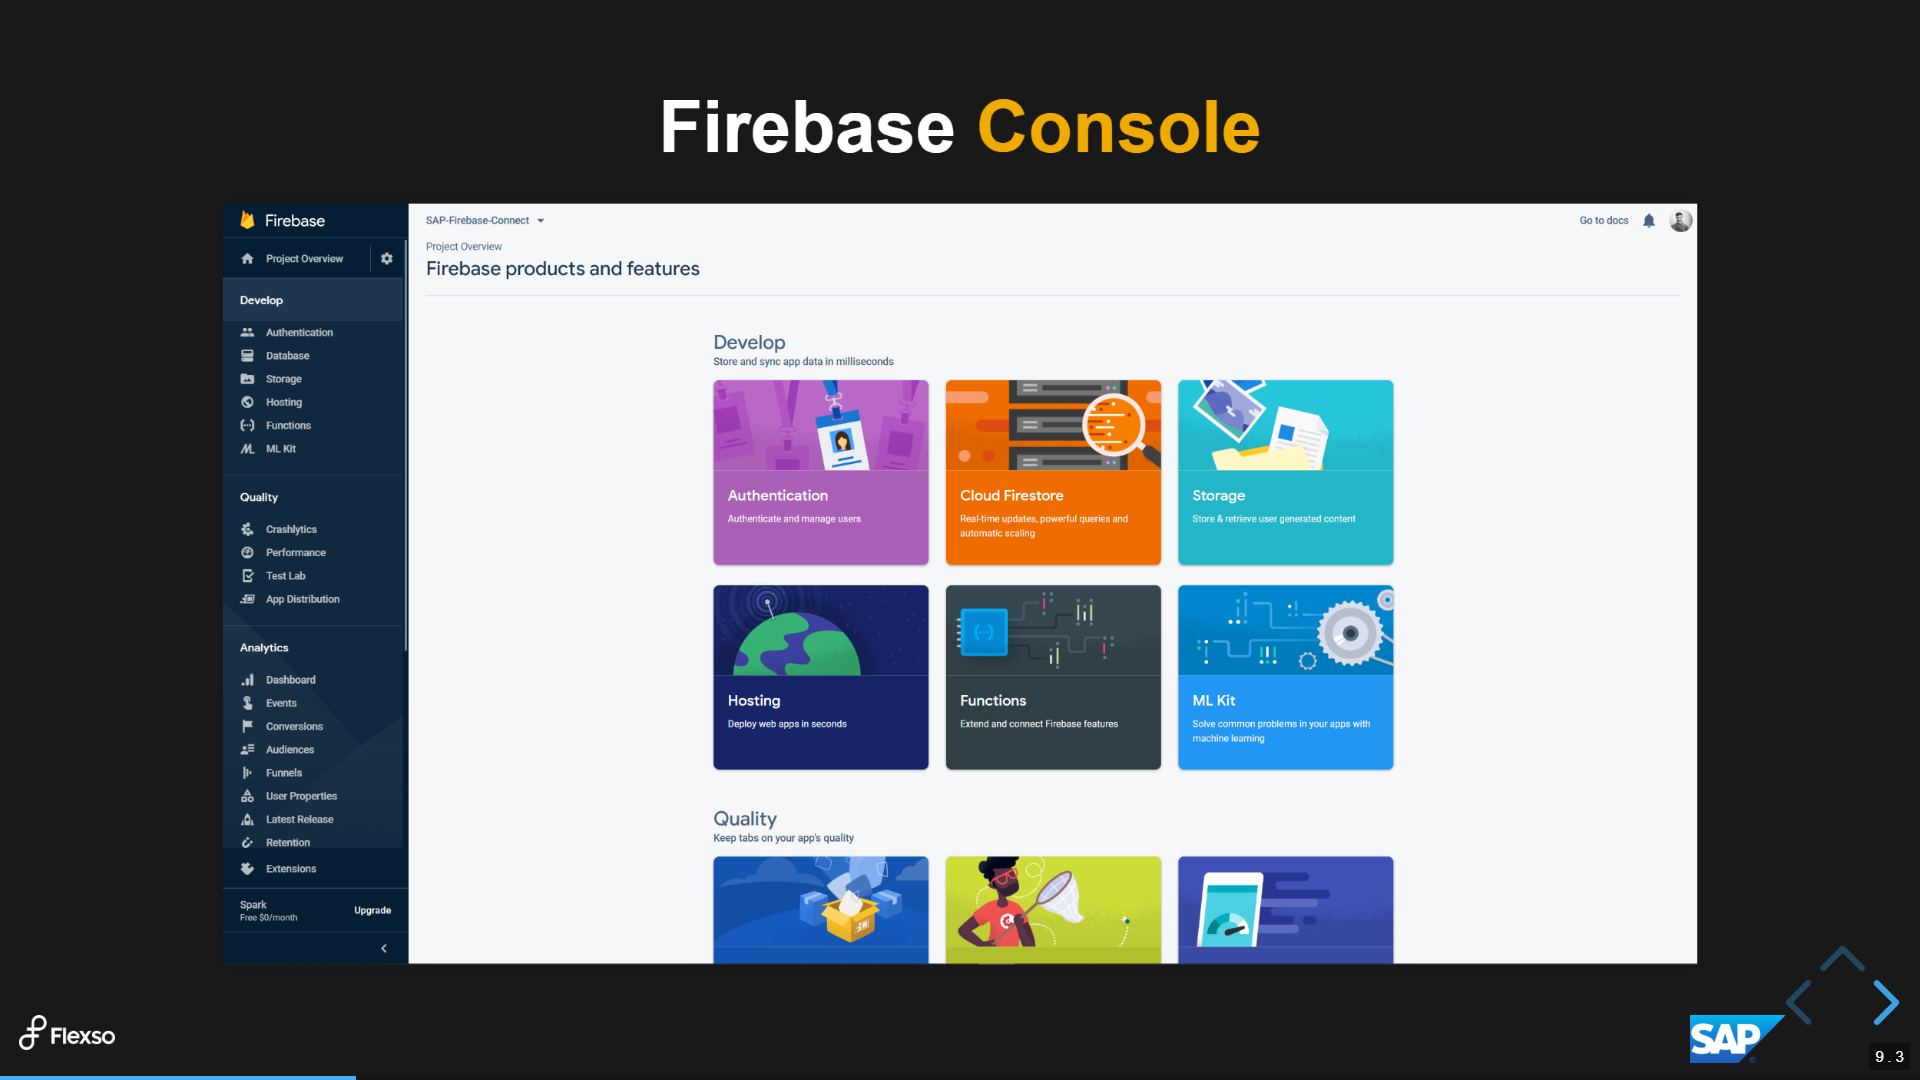 Firebase Console
Firebase
Project Overview
Develop
Authentication
Database
Storage
Hosting
Functions
ML Kit
Quality
Crashlytics
Performance
Test Lab
App Distribution
Analytics
Dashboard
Events
Conversions
Audiences
Funnels
User Properties
Latest Release
Retention
Extensions
Spark
Free $0/month
Upgrade
SAP-Firebase-Connect
Go to docs
Project Overview
Firebase products and features
Develop
Store and sync app data in milliseconds
Authentication
Authenticate and manage users
Cloud Firestore
Real-time updates, powerful queries and
automatic scaling
Storage
Store & retrieve user generated content
Hosting
Deploy web apps in seconds
Functions
Extend and connect Firebase features
ML Kit
Solve common problems in your apps with
machine learning
Quality
Keep tabs on your app's quality
Flexso
SAP
9.3